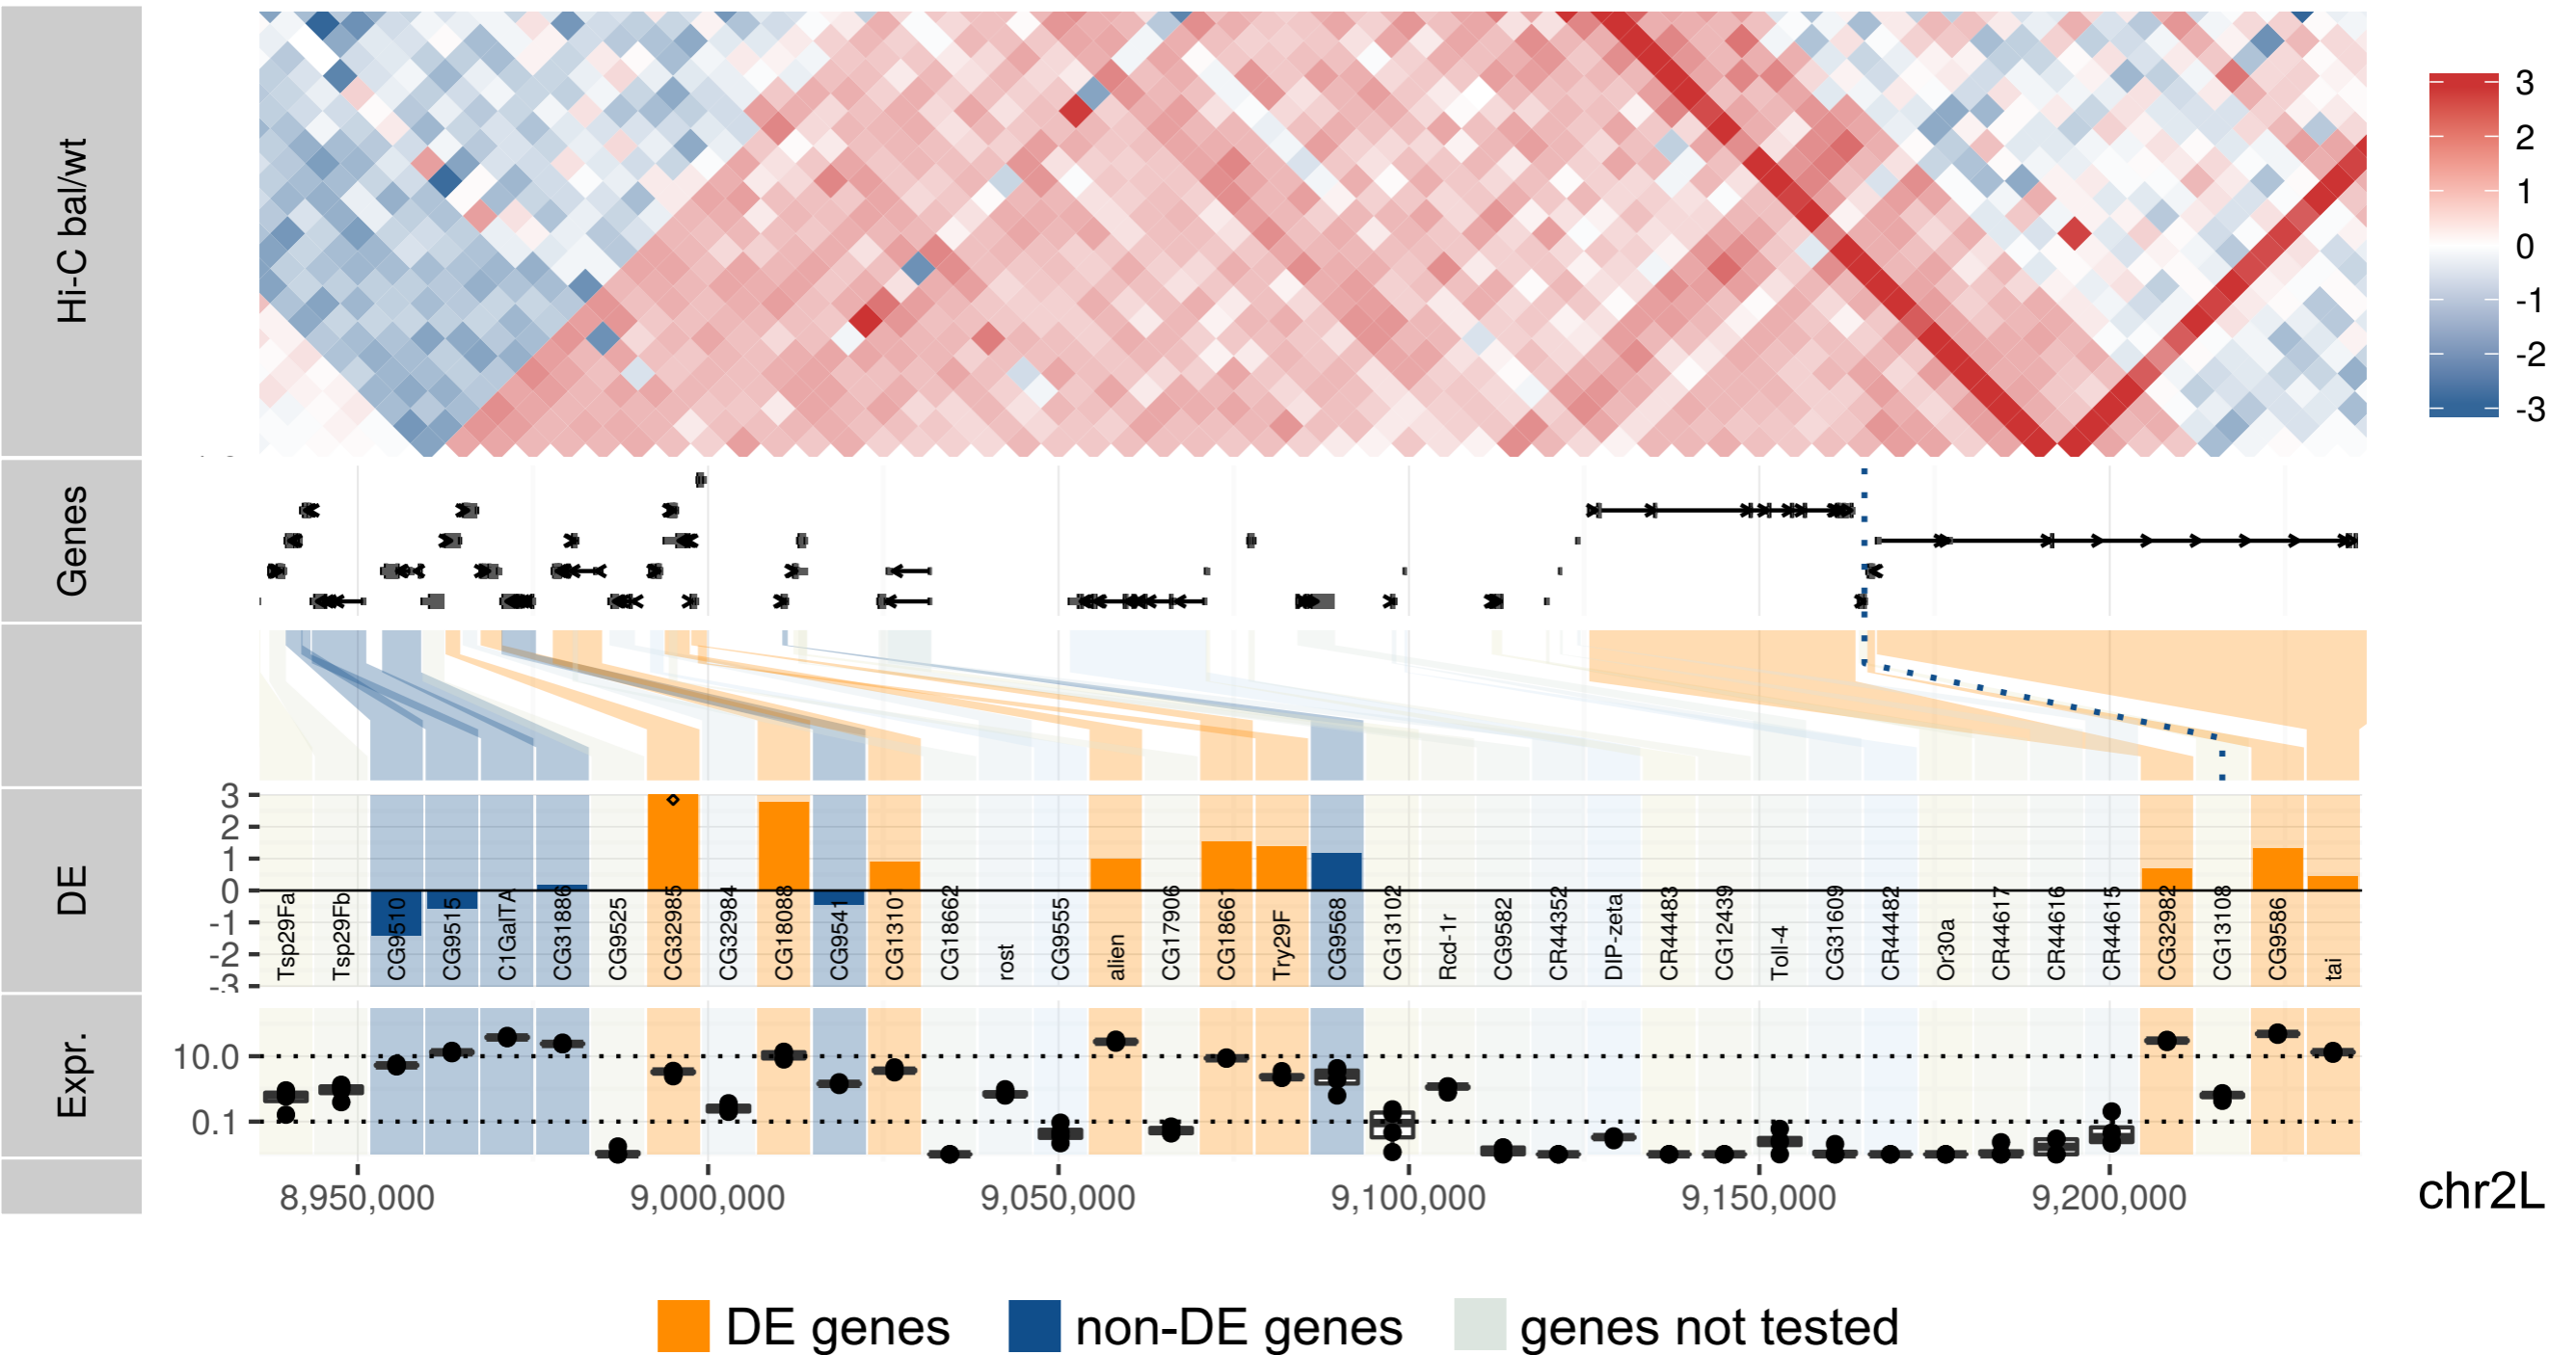 Hi-C bal/wt
3
2
1
0
-1
-2
-3
Genes
DE
3
2
1
0
-1
-2
-3
Tsp29Fa
Tsp29Fb
CG9510
CG9515
C1GalTA
CG31886
CG9525
CG32985
CG32984
CG18088
CG9541
CG13101
CG18662
rost
CG9555
alien
CG17906
CG18661
Try29F
CG9568
CG13102
Rcd-1r
CG9582
CR44352
DIP-zeta
CR44483
CG12439
Toll-4
CG31609
CR44482
Or30a
CR44617
CR44616
CR44615
CG32982
CG13108
CG9586
tai
Expr.
10.0
0.1
8,950,000 9,000,000 9,050,000 9,100,000 9,150,000 9,200,000 chr2L
DE genes non-DE genes genes not tested